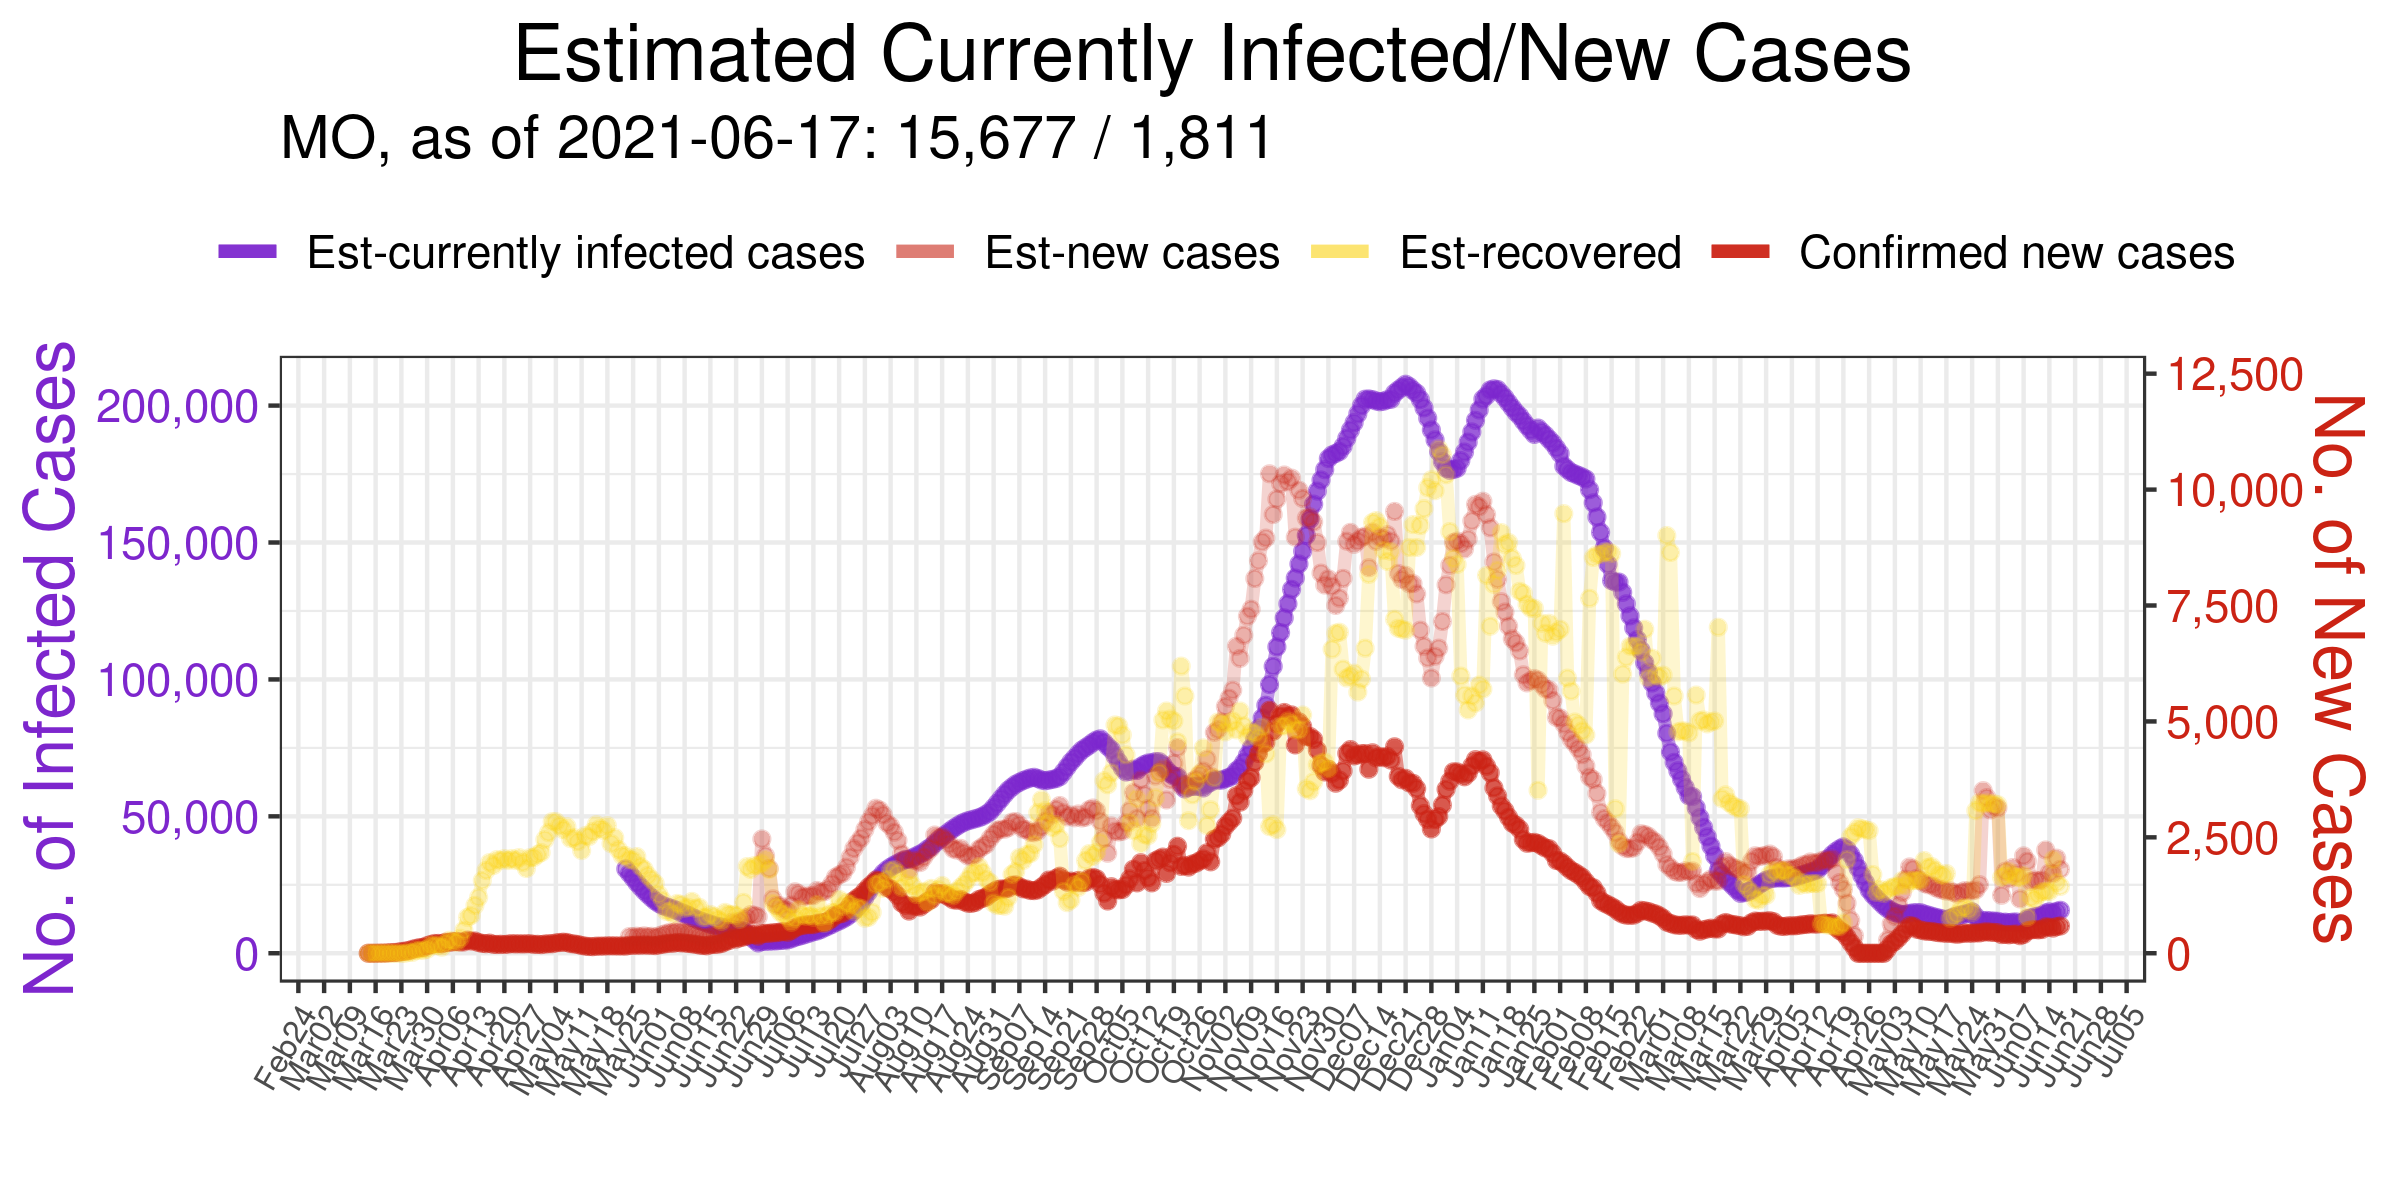 Estimated Currently Infected/New Cases
MO, as of 2021-06-17: 15,677 / 1,811
Est-currently infected cases Est-new cases Est-recovered Confirmed new cases
No. of Infected Cases
200,000
150,000
100,000
50,000
0
12,500
10,000
7,500
5,000
2,500
0
No. of New Cases
Feb24
Mar02
Mar09
Mar16
Mar23
Mar30
Apr06
Apr13
Apr20
Apr27
May04
May11
May18
May25
Jun01
Jun08
Jun15
Jun22
Jun29
Jul06
Jul13
Jul20
Jul27
Aug03
Aug10
Aug17
Aug24
Aug31
Sep07
Sep14
Sep21
Sep28
Oct05
Oct12
Oct19
Oct26
Nov02
Nov09
Nov16
Nov23
Nov30
Dec07
Dec14
Dec21
Dec28
Jan04
Jan11
Jan18
Jan25
Feb01
Feb08
Feb15
Feb22
Mar01
Mar08
Mar15
Mar22
Mar29
Apr05
Apr12
Apr19
Apr26
May03
May10
May17
May24
May31
Jun07
Jun14
Jun21
Jun28
Jul05